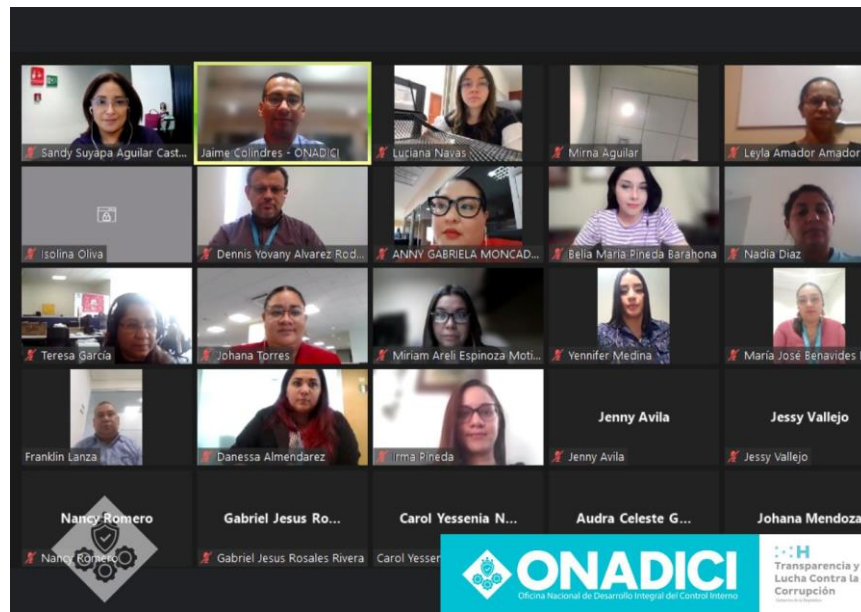 Sandy Suyapa Aguilar Cast...
Jaime Colindres - ONADICI
Luciana Navas
Mirna Aguilar
Leyla Amador Amador
Isolina Oliva
Dennis Yovany Alvarez Rod...
ANNY GABRIELA MONCAD...
Belia María Pineda Barahona
Nadia Diaz
Teresa García
Johana Torres
Miriam Areli Espinoza Moti...
Yennifer Medina
María José Benavides
Franklin Lanza
Danessa Almendarez
Irma Pineda
Jenny Avila
Jenny Avila
Jessy Vallejo
Jessy Vallejo
Nancy Romero
Nancy Romero
Gabriel Jesus Ro...
Gabriel Jesus Rosales Rivera
Carol Yessenia N...
Carol Yessen
Audra Celeste G...
Johana Mendoza
ONADICI
Oficina Nacional de Desarrollo Integral del Control Interno
H
Transparencia y
Lucha Contra la
Corrupción